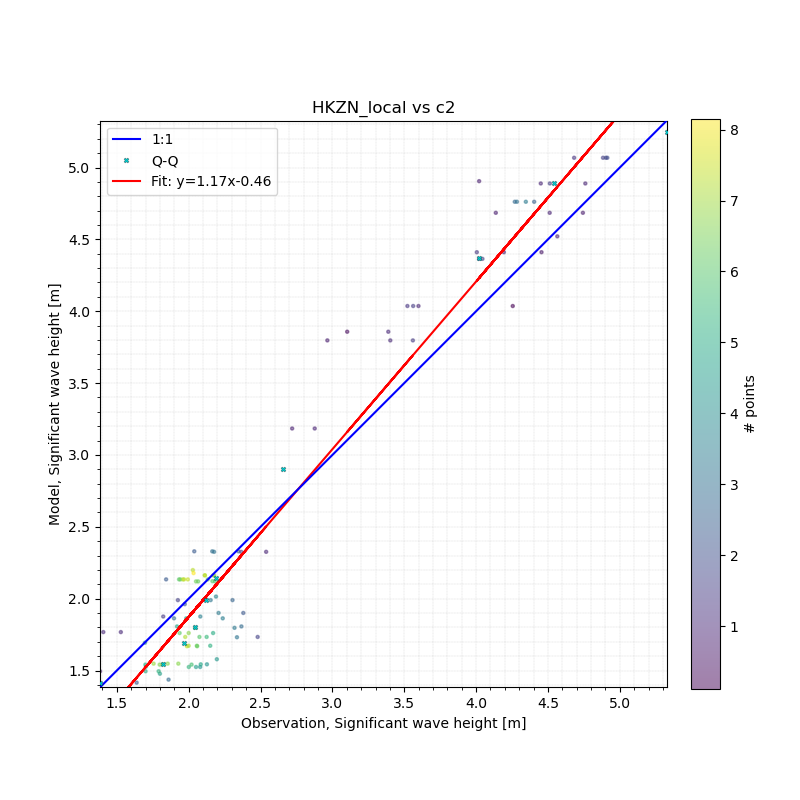 HKZN_local vs c2
1:1
Q-Q
Fit: y=1.17x-0.46
Model, Significant wave height [m]
5.0
4.5
4.0
3.5
3.0
2.5
2.0
1.5
1.5 2.0 2.5 3.0 3.5 4.0 4.5 5.0
Observation, Significant wave height [m]
8
7
6
5
4
3
2
1
# points